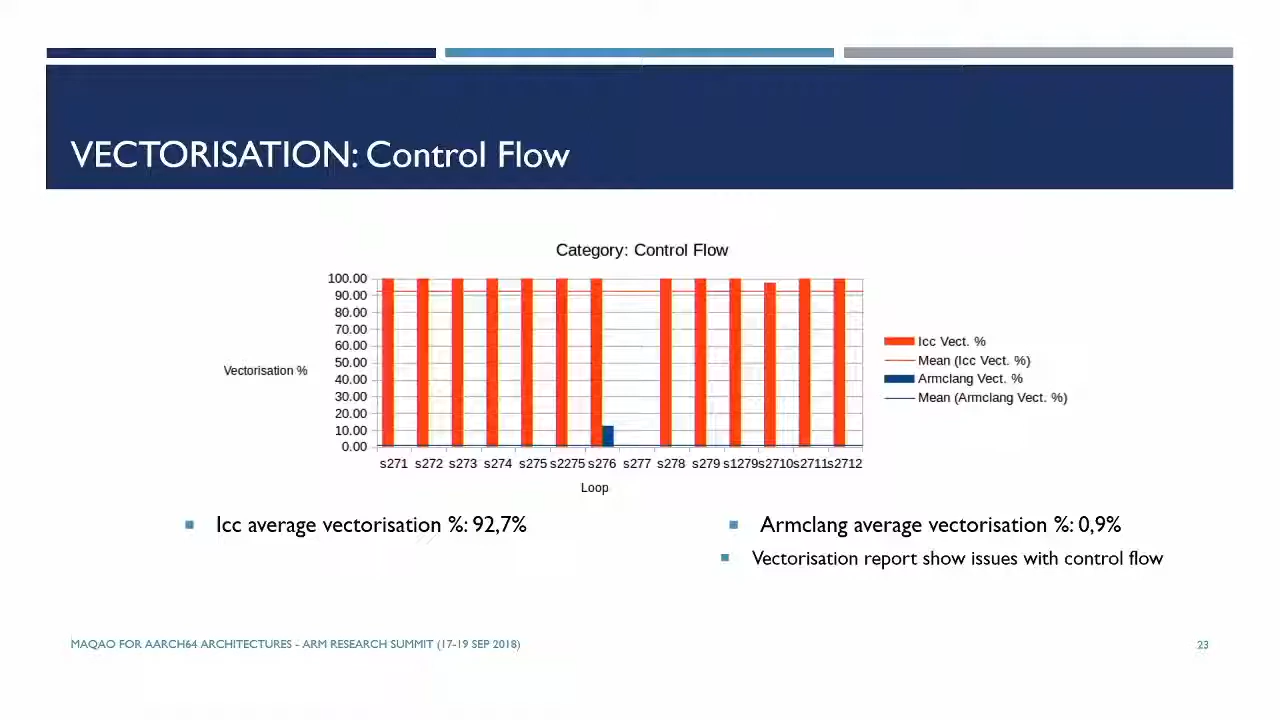 VECTORISATION: Control Flow
Category: Control Flow
100.00
90.00
80.00
70.00
60.00
50.00
40.00
30.00
20.00
10.00
0.00
Vectorisation %
s271 s272 s273 s274 s275 s2275 s276 s277 s278 s279 s1279 s2710 s2711 s2712
Loop
Icc Vect. %
Mean (Icc Vect. %)
Armclang Vect. %
Mean (Armclang Vect. %)
Icc average vectorisation %: 92,7%
Armclang average vectorisation %: 0,9%
Vectorisation report show issues with control flow
MAQAO FOR AARCH64 ARCHITECTURES - ARM RESEARCH SUMMIT (17-19 SEP 2018)
23